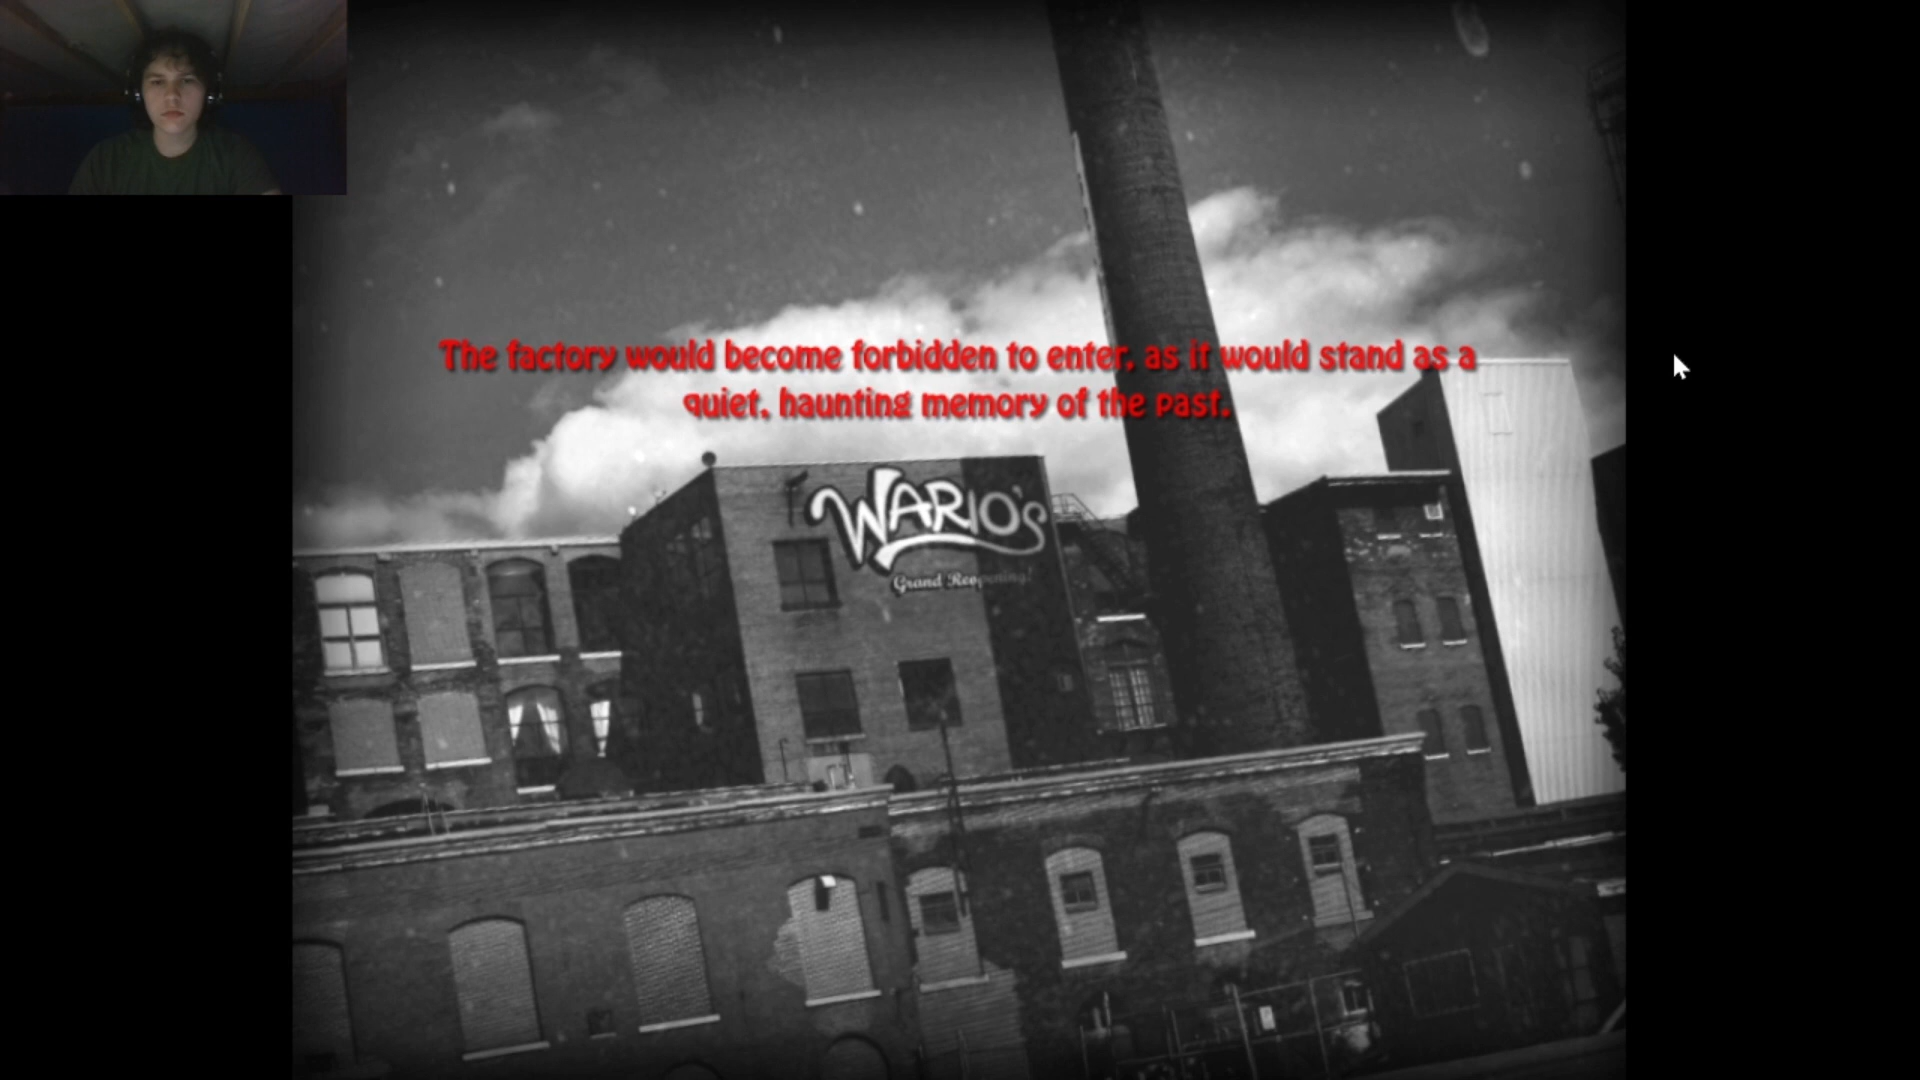 The factory would become forbidden to enter, as it would stand as a
quiet, haunting memory of the past.
WARIO'S
Grand Reopening!